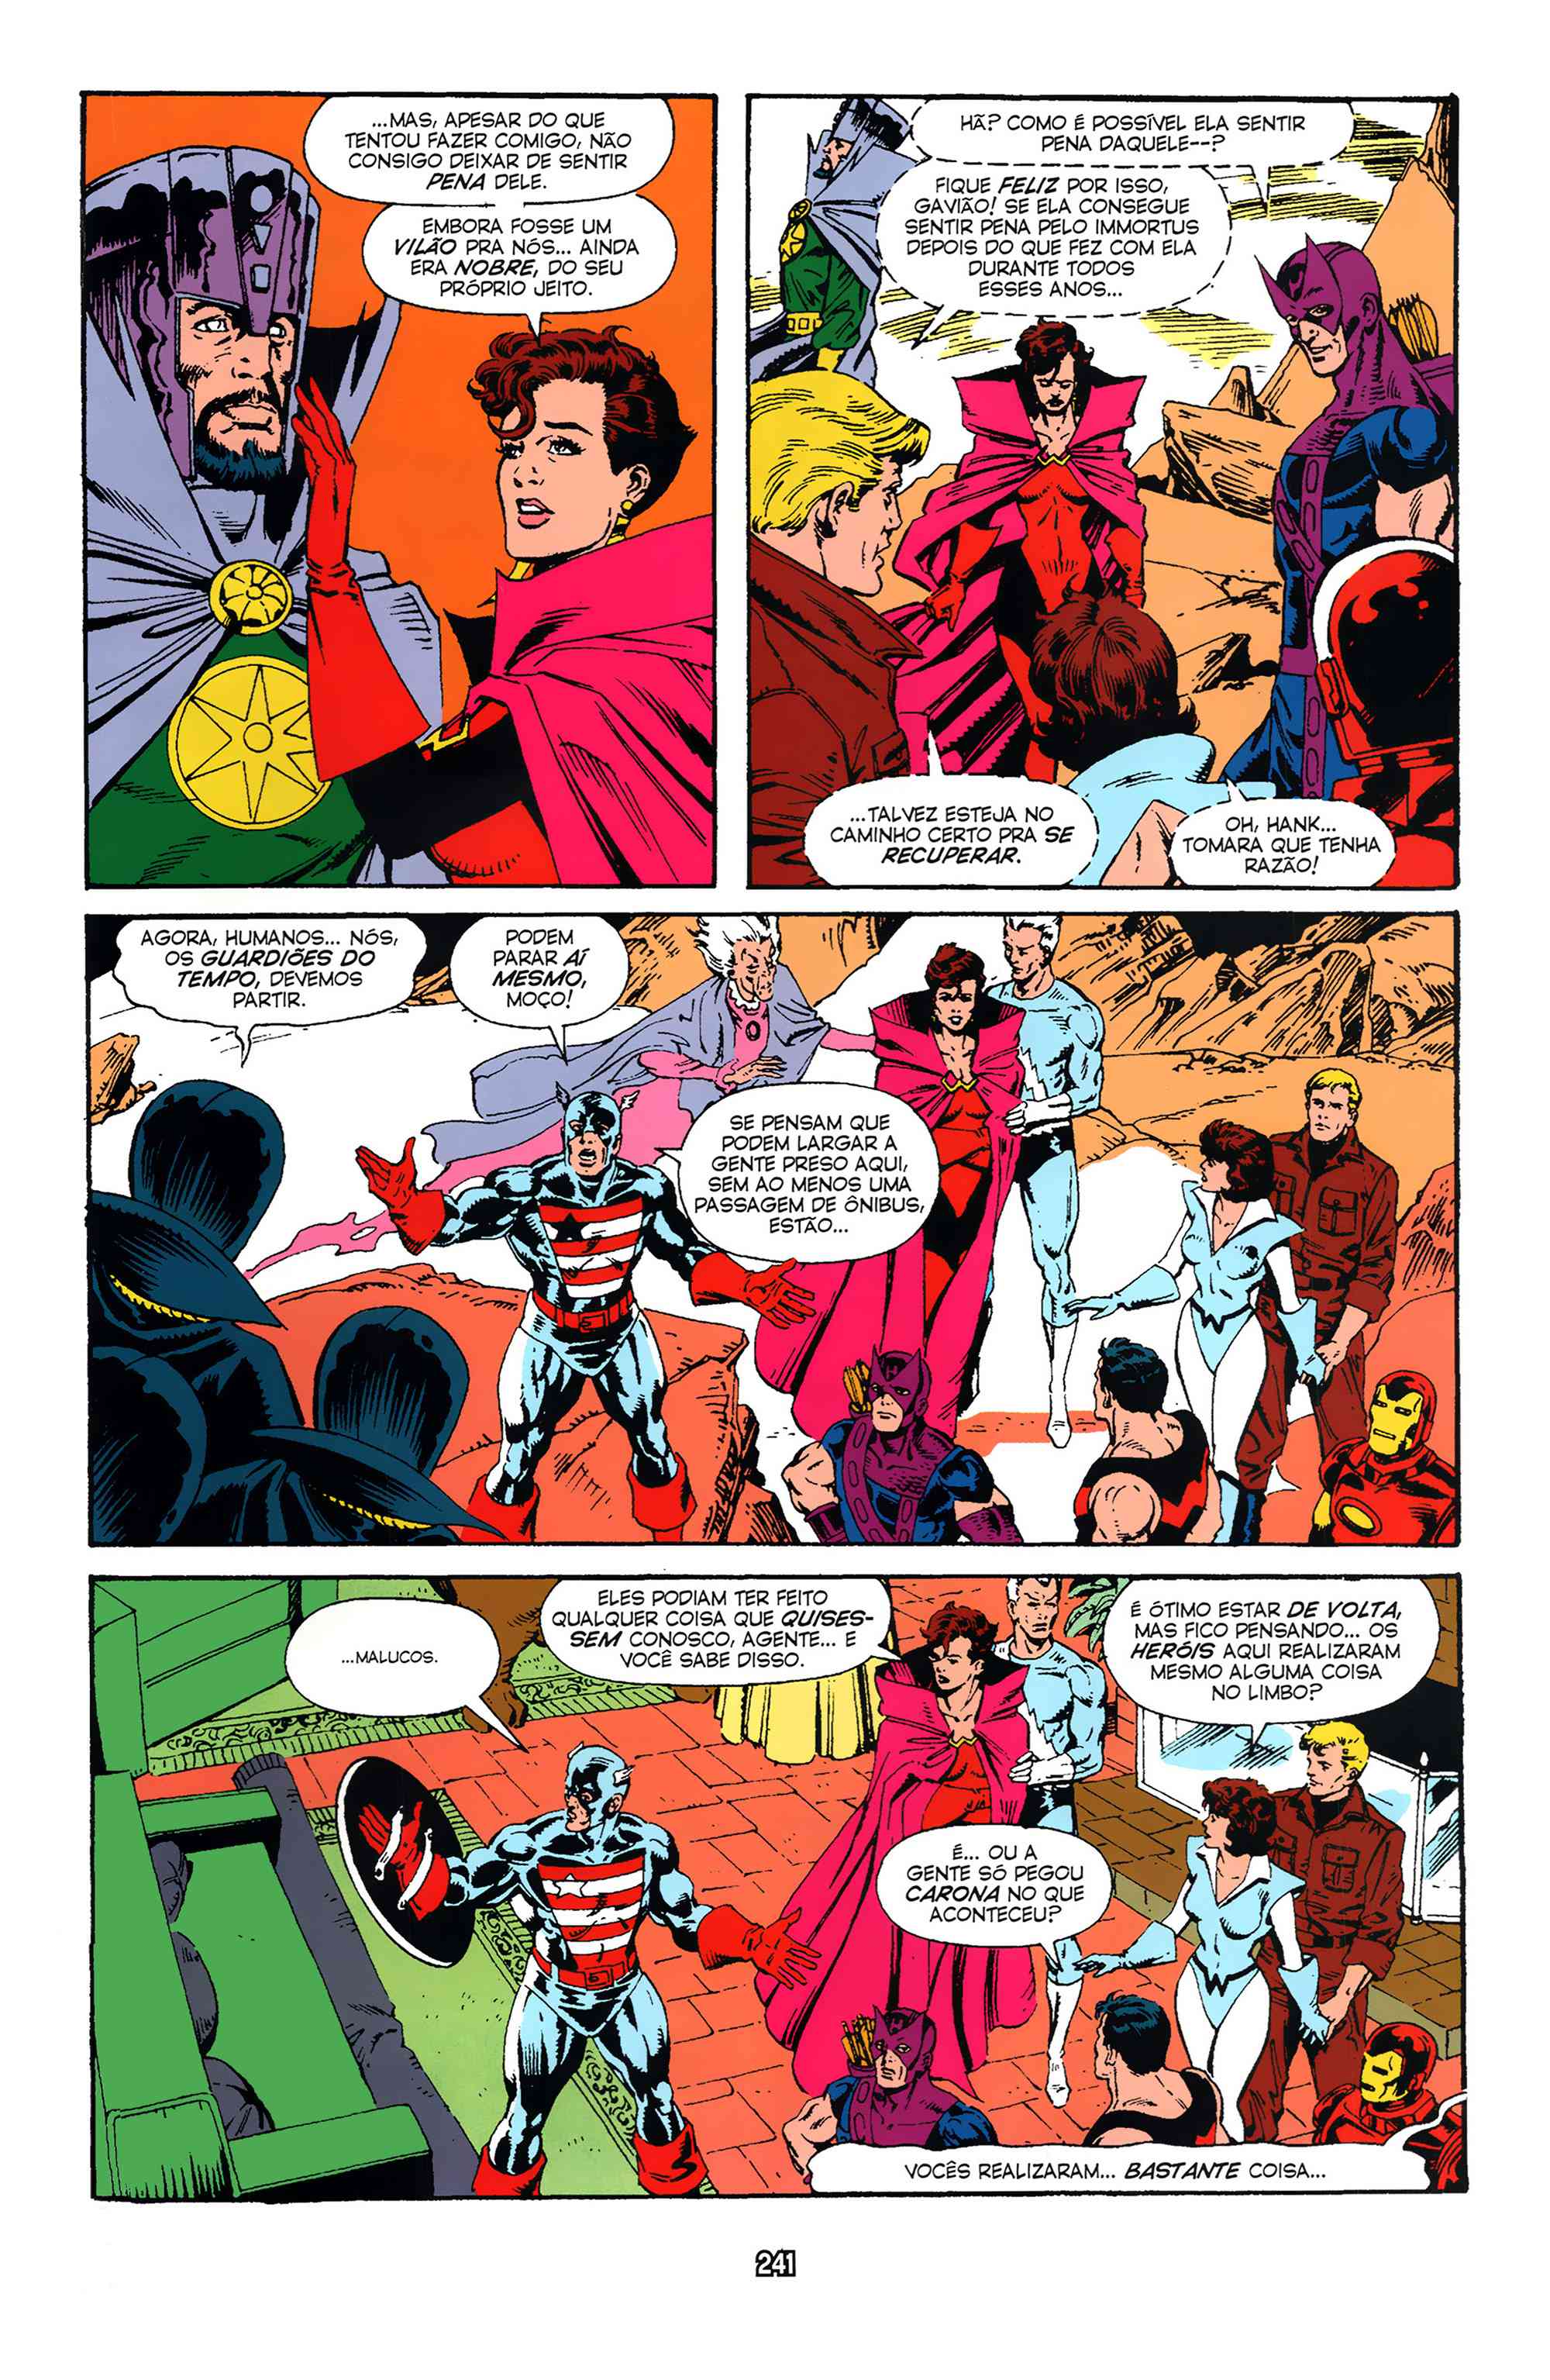 ...MAS, APESAR DO QUE
TENTOU FAZER COMIGO, NÃO
CONSIGO DEIXAR DE SENTIR
PENA DELE.
EMBORA FOSSE UM
VILÃO PRA NÓS... AINDA
ERA NOBRE, DO SEU
PRÓPRIO JEITO.
HÃ? COMO É POSSÍVEL ELA SENTIR
PENA DAQUELE--?
FIQUE FELIZ POR ISSO,
GAVIÃO! SE ELA CONSEGUE
SENTIR PENA PELO IMMORTUS
DEPOIS DO QUE FEZ COM ELA
DURANTE TODOS
ESSES ANOS...
...TALVEZ ESTEJA NO
CAMINHO CERTO PRA SE
RECUPERAR.
OH, HANK...
TOMARA QUE TENHA
RAZÃO!
AGORA, HUMANOS... NÓS,
OS GUARDIÕES DO
TEMPO, DEVEMOS
PARTIR.
PODEM
PARAR AÍ
MESMO,
MOÇO!
SE PENSAM QUE
PODEM LARGAR A
GENTE PRESO AQUI,
SEM AO MENOS UMA
PASSAGEM DE ÔNIBUS,
ESTÃO...
...MALUCOS.
ELES PODIAM TER FEITO
QUALQUER COISA QUE QUISES-
SEM CONOSCO, AGENTE... E
VOCÊ SABE DISSO.
É ÓTIMO ESTAR DE VOLTA,
MAS FICO PENSANDO... OS
HERÓIS AQUI REALIZARAM
MESMO ALGUMA COISA
NO LIMBO?
É... OU A
GENTE SÓ PEGOU
CARONA NO QUE
ACONTECEU?
VOCÊS REALIZARAM... BASTANTE COISA...
241